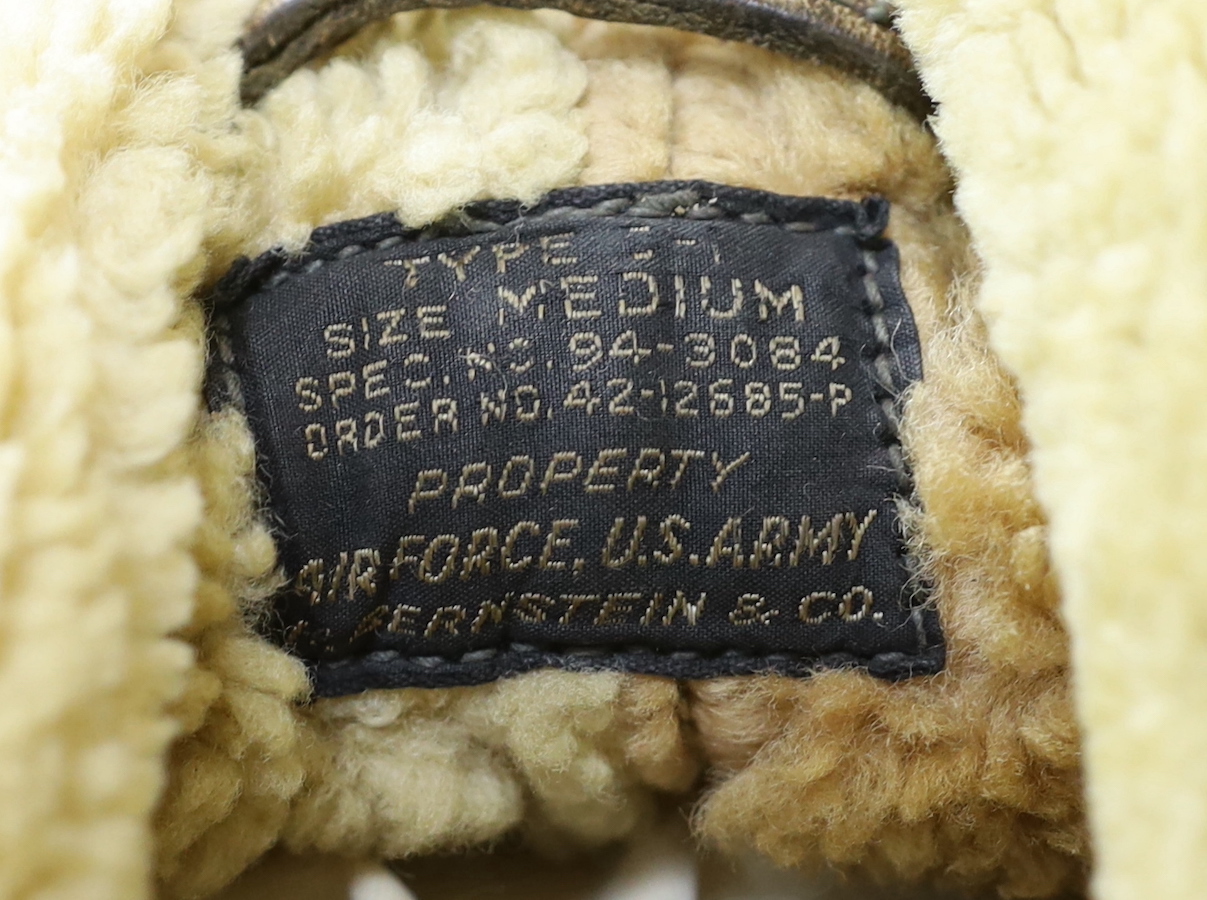 TYPE
SIZE MEDIUM
SPEC. NO. 94-3084
ORDER NO. 42-12685-P
PROPERTY
AIR FORCE, U.S. ARMY
BERNSTEIN & CO.